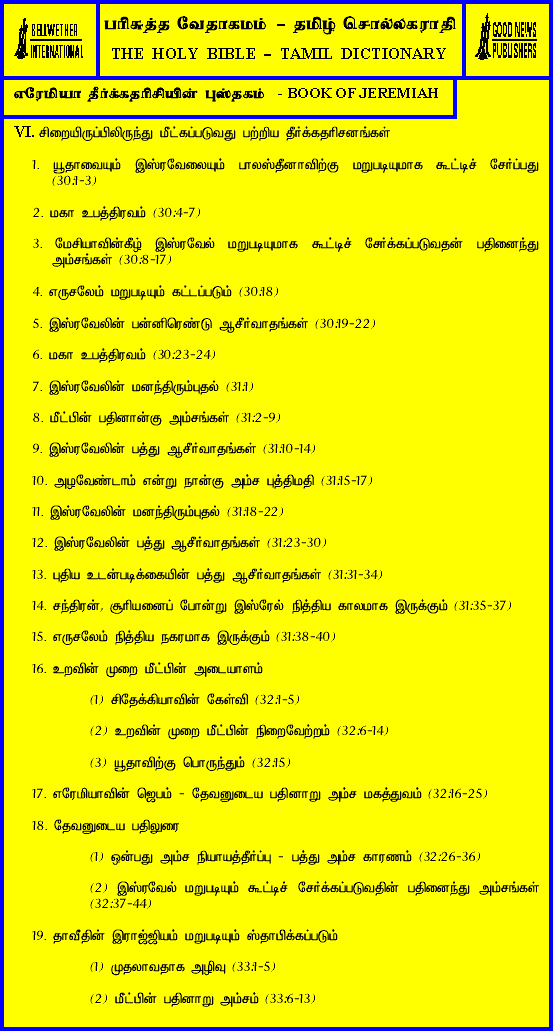 BELLWETHER
INTERNATIONAL
பரிசுத்த வேதாகமம் – தமிழ் சொல்லகராதி
THE HOLY BIBLE – TAMIL DICTIONARY
GOOD NEWS
PUBLISHERS
எரேமியா தீர்க்கதரிசியின் புஸ்தகம் - BOOK OF JEREMIAH
VI. சிறையிருப்பிலிருந்து மீட்கப்படுவது பற்றிய தீர்க்கதரிசனங்கள்
1. யூதாவையும் இஸ்ரவேலையும் பாலஸ்தீனாவிற்கு மறுபடியுமாக கூட்டிச் சேர்ப்பது
(30:1-3)
2. மகா உபத்திரவம் (30:4-7)
3. மேசியாவின்கீழ் இஸ்ரவேல் மறுபடியுமாக கூட்டிச் சேர்க்கப்படுவதன் பதினைந்து
அம்சங்கள் (30:8-17)
4. எருசலேம் மறுபடியும் கட்டப்படும் (30:18)
5. இஸ்ரவேலின் பன்னிரெண்டு ஆசீர்வாதங்கள் (30:19-22)
6. மகா உபத்திரவம் (30:23-24)
7. இஸ்ரவேலின் மனந்திரும்புதல் (31:1)
8. மீட்பின் பதினான்கு அம்சங்கள் (31:2-9)
9. இஸ்ரவேலின் பத்து ஆசீர்வாதங்கள் (31:10-14)
10. அழவேண்டாம் என்று நான்கு அம்ச புத்திமதி (31:15-17)
11. இஸ்ரவேலின் மனந்திரும்புதல் (31:18-22)
12. இஸ்ரவேலின் பத்து ஆசீர்வாதங்கள் (31:23-30)
13. புதிய உடன்படிக்கையின் பத்து ஆசீர்வாதங்கள் (31:31-34)
14. சந்திரன், சூரியனைப் போன்று இஸ்ரேல் நித்திய காலமாக இருக்கும் (31:35-37)
15. எருசலேம் நித்திய நகரமாக இருக்கும் (31:38-40)
16. உறவின் முறை மீட்பின் அடையாளம்
(1) சிதேக்கியாவின் கேள்வி (32:1-5)
(2) உறவின் முறை மீட்பின் நிறைவேற்றம் (32:6-14)
(3) யூதாவிற்கு பொருந்தும் (32:15)
17. எரேமியாவின் ஜெபம் - தேவனுடைய பதினாறு அம்ச மகத்துவம் (32:16-25)
18. தேவனுடைய பதிலுரை
(1) ஒன்பது அம்ச நியாயத்தீர்ப்பு - பத்து அம்ச காரணம் (32:26-36)
(2) இஸ்ரவேல் மறுபடியும் கூட்டிச் சேர்க்கப்படுவதின் பதினைந்து அம்சங்கள்
(32:37-44)
19. தாவீதின் இராஜ்ஜியம் மறுபடியும் ஸ்தாபிக்கப்படும்
(1) முதலாவதாக அழிவு (33:1-5)
(2) மீட்பின் பதினாறு அம்சம் (33:6-13)